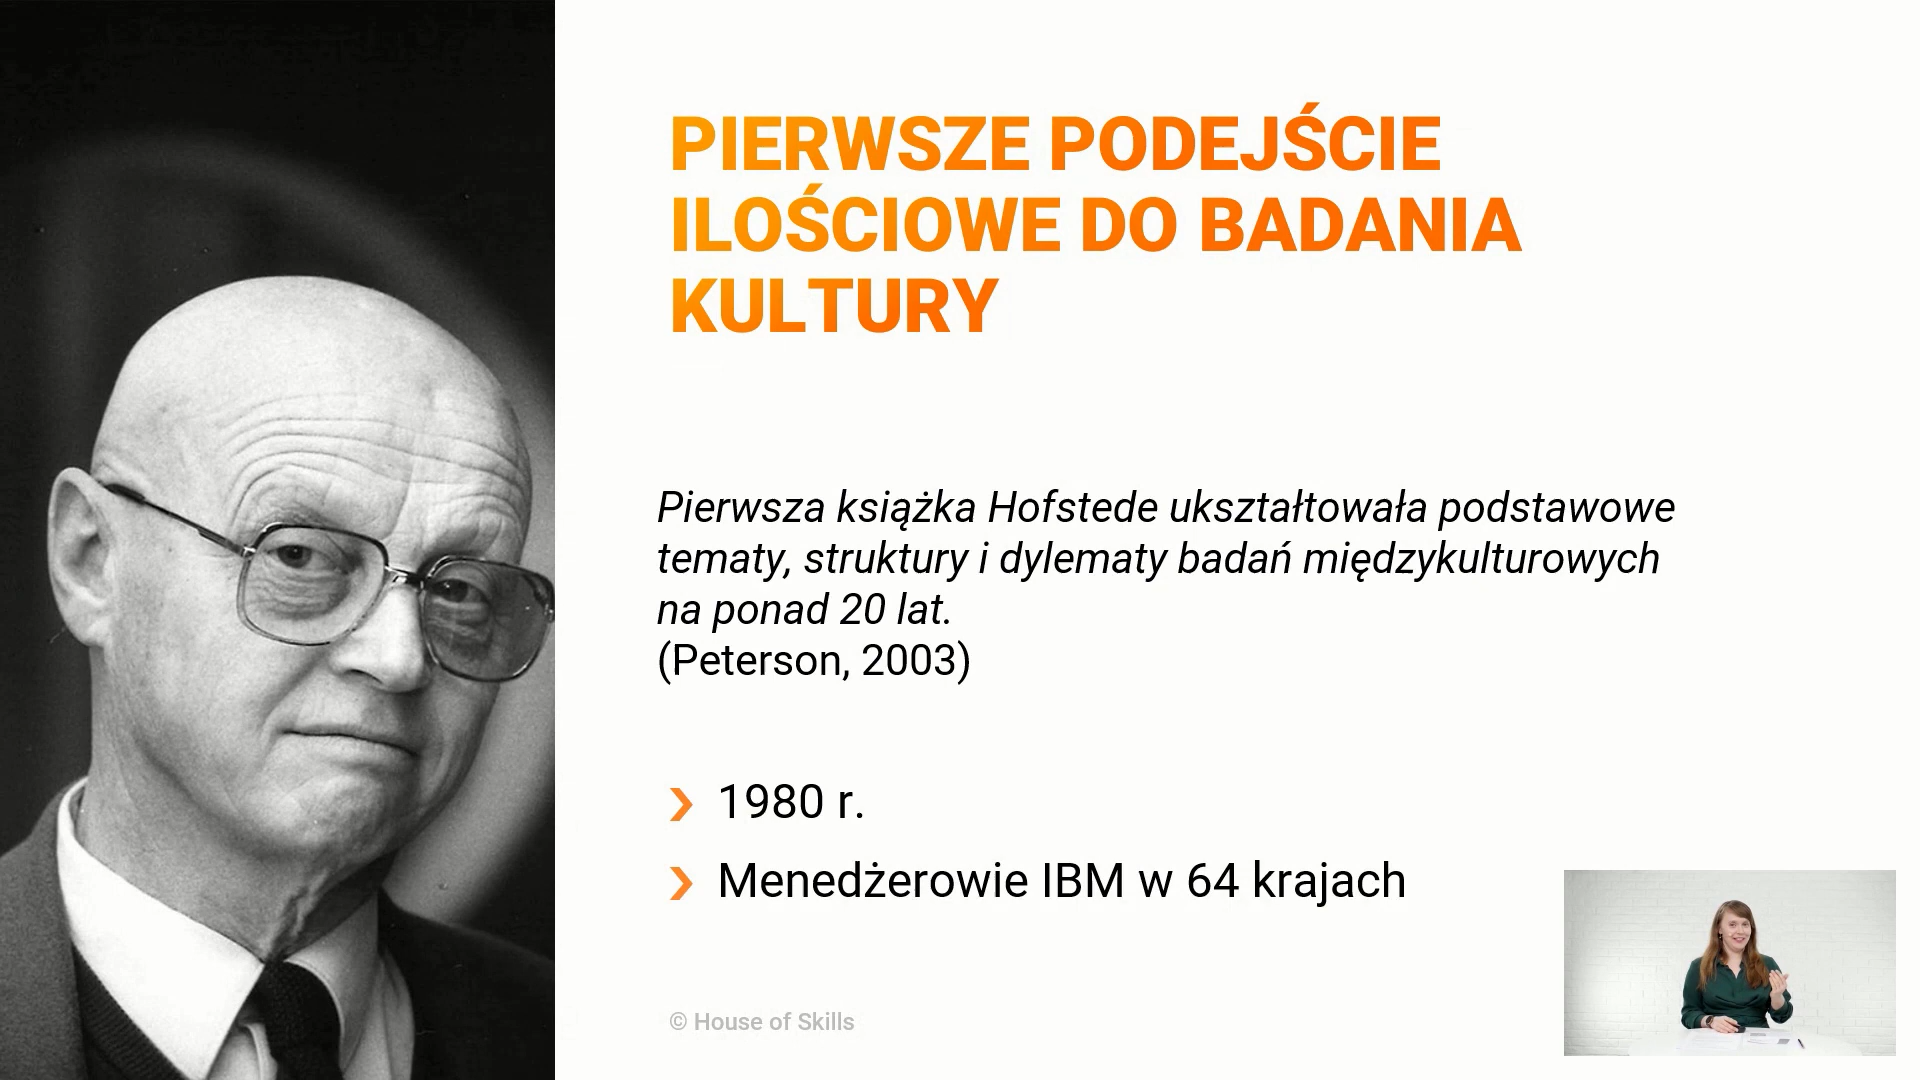 PIERWSZE PODEJŚCIE
ILOŚCIOWE DO BADANIA
KULTURY
Pierwsza książka Hofstede ukształtowała podstawowe
tematy, struktury i dylematy badań międzykulturowych
na ponad 20 lat.
(Peterson, 2003)
1980 r.
Menedżerowie IBM w 64 krajach
© House of Skills